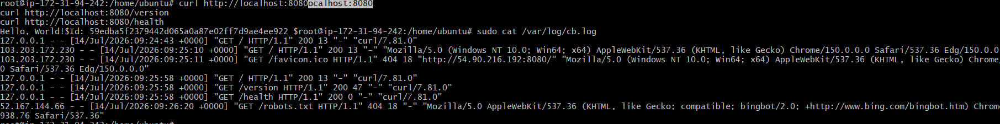 root@ip-172-31-94-242:/home/ubuntu# curl http://localhost:8080ocalhost:8080
curl http://localhost:8080/version
curl http://localhost:8080/health
Hello, World!$Id: 59edba5f2379442d065a0a87e02ff7d9ae4ee922 $root@ip-172-31-94-242:/home/ubuntu# sudo cat /var/log/cb.log
127.0.0.1 - - [14/Jul/2026:09:24:43 +0000] "GET / HTTP/1.1" 200 13 "-" "curl/7.81.0"
103.203.172.230 - - [14/Jul/2026:09:25:10 +0000] "GET / HTTP/1.1" 200 13 "-" "Mozilla/5.0 (Windows NT 10.0; Win64; x64) AppleWebKit/537.36 (KHTML, like Gecko) Chrome/150.0.0.0 Safari/537.36 Edg/150.0.0
103.203.172.230 - - [14/Jul/2026:09:25:11 +0000] "GET /favicon.ico HTTP/1.1" 404 18 "http://54.90.216.192:8080/" "Mozilla/5.0 (Windows NT 10.0; Win64; x64) AppleWebKit/537.36 (KHTML, like Gecko) Chrome/
0 Safari/537.36 Edg/150.0.0.0"
127.0.0.1 - - [14/Jul/2026:09:25:58 +0000] "GET / HTTP/1.1" 200 13 "-" "curl/7.81.0"
127.0.0.1 - - [14/Jul/2026:09:25:58 +0000] "GET /version HTTP/1.1" 200 47 "-" "curl/7.81.0"
127.0.0.1 - - [14/Jul/2026:09:25:58 +0000] "GET /health HTTP/1.1" 200 0 "-" "curl/7.81.0"
52.167.144.66 - - [14/Jul/2026:09:26:20 +0000] "GET /robots.txt HTTP/1.1" 404 18 "-" "Mozilla/5.0 AppleWebKit/537.36 (KHTML, like Gecko; compatible; bingbot/2.0; +http://www.bing.com/bingbot.htm) Chrom
938.76 Safari/537.36"
root@ip-172-31-94-242:/home/ubuntu#